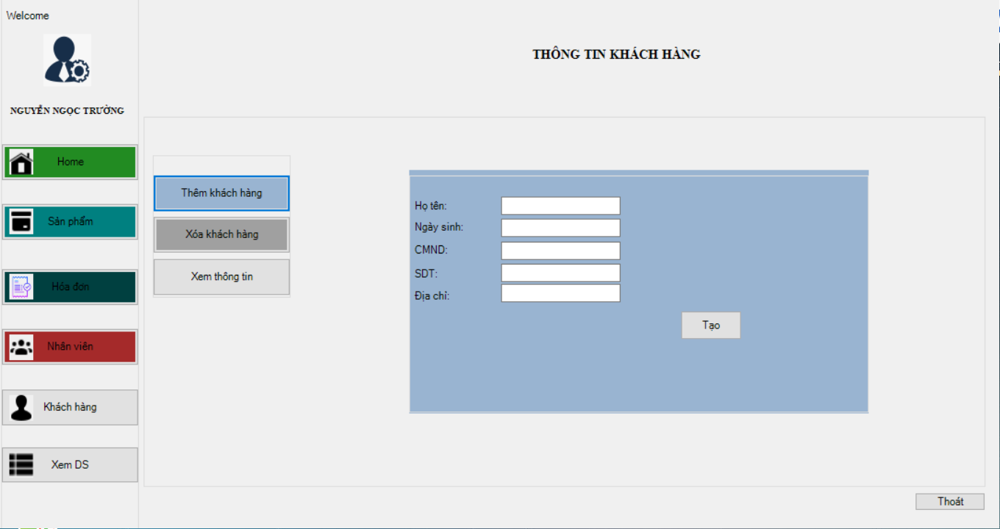 Welcome
NGUYỄN NGỌC TRƯỜNG
Home
Sản phẩm
Hóa đơn
Nhân viên
Khách hàng
Xem DS
THÔNG TIN KHÁCH HÀNG
Thêm khách hàng
Xóa khách hàng
Xem thông tin
Họ tên:
Ngày sinh:
CMND:
SDT:
Địa chỉ:
Tạo
Thoát